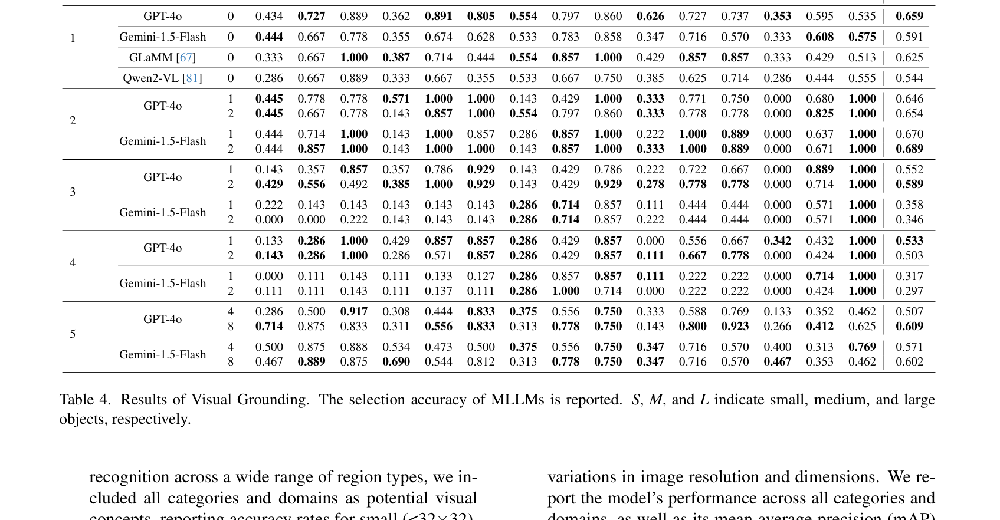 GPT-4o 0 0.434 0.727 0.889 0.362 0.891 0.805 0.554 0.797 0.860 0.626 0.727 0.737 0.353 0.595 0.535 0.659
1 Gemini-1.5-Flash 0 0.444 0.667 0.778 0.355 0.674 0.628 0.533 0.783 0.858 0.347 0.716 0.570 0.333 0.608 0.575 0.591
GLaMM [67] 0 0.333 0.667 1.000 0.387 0.714 0.444 0.554 0.857 1.000 0.429 0.857 0.857 0.333 0.429 0.513 0.625
Qwen2-VL [81] 0 0.286 0.667 0.889 0.333 0.667 0.355 0.533 0.667 0.750 0.385 0.625 0.714 0.286 0.444 0.555 0.544
2 GPT-4o 1 0.445 0.778 0.778 0.571 1.000 1.000 0.143 0.429 1.000 0.333 0.771 0.750 0.000 0.680 1.000 0.646
2 0.445 0.667 0.778 0.143 0.857 1.000 0.554 0.797 0.860 0.333 0.778 0.778 0.000 0.825 1.000 0.654
Gemini-1.5-Flash 1 0.444 0.714 1.000 0.143 1.000 0.857 0.286 0.857 1.000 0.222 1.000 0.889 0.000 0.637 1.000 0.670
2 0.444 0.857 1.000 0.143 1.000 1.000 0.143 0.857 1.000 0.333 1.000 0.889 0.000 0.671 1.000 0.689
3 GPT-4o 1 0.143 0.357 0.857 0.357 0.786 0.929 0.143 0.429 0.786 0.222 0.722 0.667 0.000 0.889 1.000 0.552
2 0.429 0.556 0.492 0.385 1.000 0.929 0.143 0.429 0.929 0.278 0.778 0.778 0.000 0.714 1.000 0.589
Gemini-1.5-Flash 1 0.222 0.143 0.143 0.143 0.143 0.143 0.286 0.714 0.857 0.111 0.444 0.444 0.000 0.571 1.000 0.358
2 0.000 0.000 0.222 0.143 0.143 0.143 0.286 0.714 0.857 0.222 0.444 0.444 0.000 0.571 1.000 0.346
4 GPT-4o 1 0.133 0.286 1.000 0.429 0.857 0.857 0.286 0.429 0.857 0.000 0.556 0.667 0.342 0.432 1.000 0.533
2 0.143 0.286 1.000 0.286 0.571 0.857 0.286 0.429 0.857 0.111 0.667 0.778 0.000 0.424 1.000 0.503
Gemini-1.5-Flash 1 0.000 0.111 0.143 0.111 0.133 0.127 0.286 0.857 0.857 0.111 0.222 0.222 0.000 0.714 1.000 0.317
2 0.111 0.111 0.143 0.111 0.137 0.111 0.286 1.000 0.714 0.000 0.222 0.222 0.000 0.424 1.000 0.297
5 GPT-4o 4 0.286 0.500 0.917 0.308 0.444 0.833 0.375 0.556 0.750 0.333 0.588 0.769 0.133 0.352 0.462 0.507
8 0.714 0.875 0.833 0.311 0.556 0.833 0.313 0.778 0.750 0.143 0.800 0.923 0.266 0.412 0.625 0.609
Gemini-1.5-Flash 4 0.500 0.875 0.888 0.534 0.473 0.500 0.375 0.556 0.750 0.347 0.716 0.570 0.400 0.313 0.769 0.571
8 0.467 0.889 0.875 0.690 0.544 0.812 0.313 0.778 0.750 0.347 0.716 0.570 0.467 0.353 0.462 0.602
Table 4. Results of Visual Grounding. The selection accuracy of MLLMs is reported. S, M, and L indicate small, medium, and large
objects, respectively.
recognition across a wide range of region types, we in-
cluded all categories and domains as potential visual
concepts, reporting accuracy rates for small (<32×32),
variations in image resolution and dimensions. We re-
port the model's performance across all categories and
domains, as well as its mean average precision (mAP)